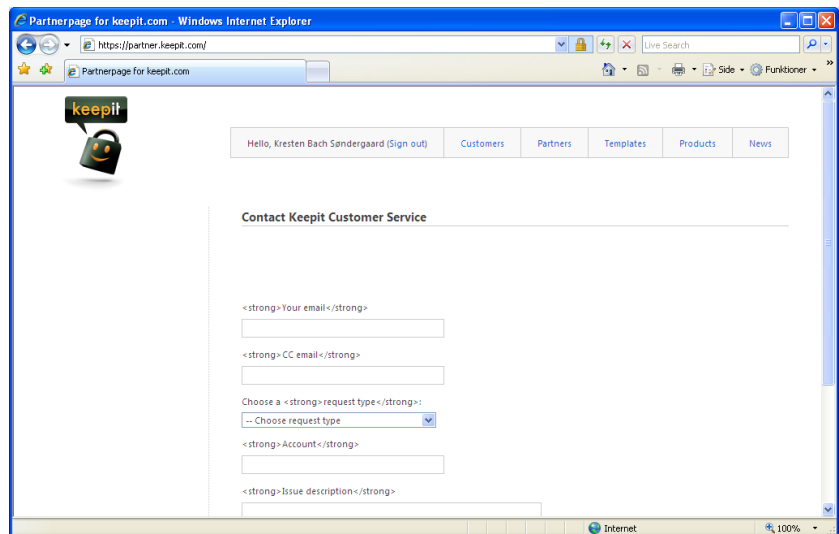 Partnerpage for keepit.com - Windows Internet Explorer
https://partner.keepit.com/
Live Search
Partnerpage for keepit.com
Side
Funktioner
keepit
Hello, Kresten Bach Søndergaard (Sign out)
Customers
Partners
Templates
Products
News
Contact Keepit Customer Service
<strong>Your email</strong>
<strong>CC email</strong>
Choose a <strong>request type</strong>:
-- Choose request type
<strong>Account</strong>
<strong>Issue description</strong>
Internet
100%